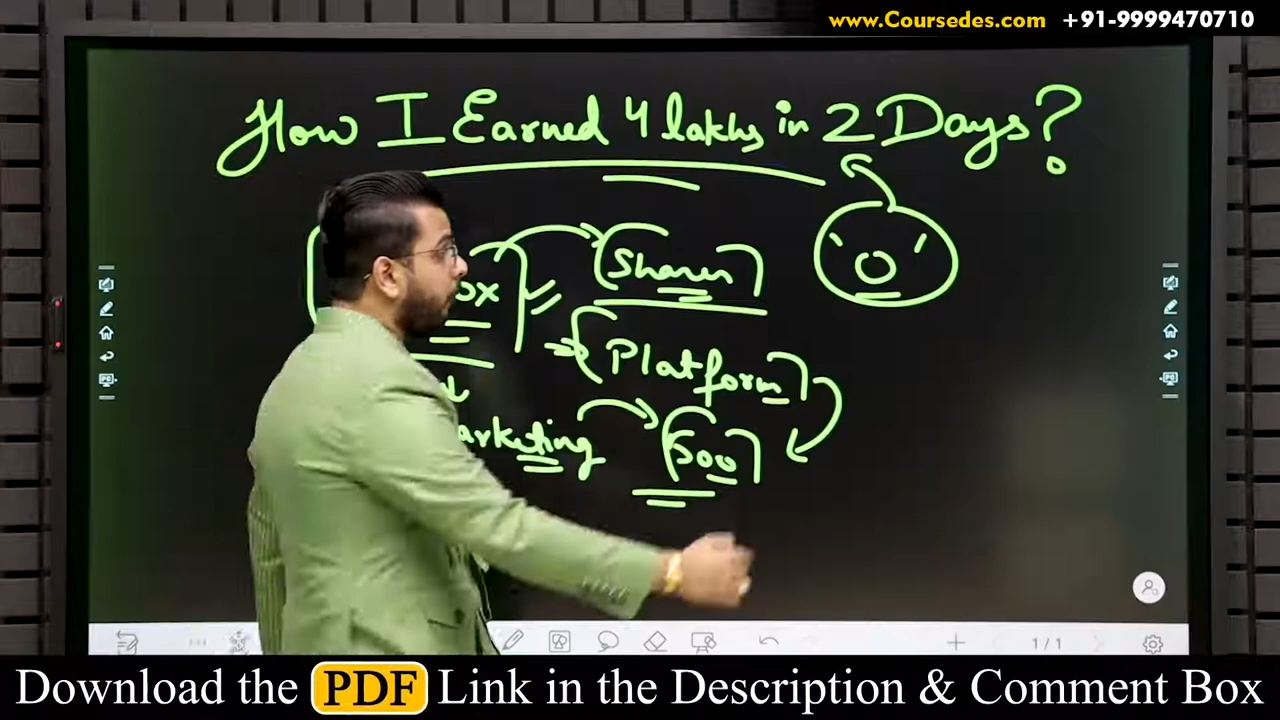 www.Coursedes.com +91-9999470710
How I Earned 4 lakhs in 2 Days?
Shares
Platform
arketing 500
1/1
Download the PDF Link in the Description & Comment Box